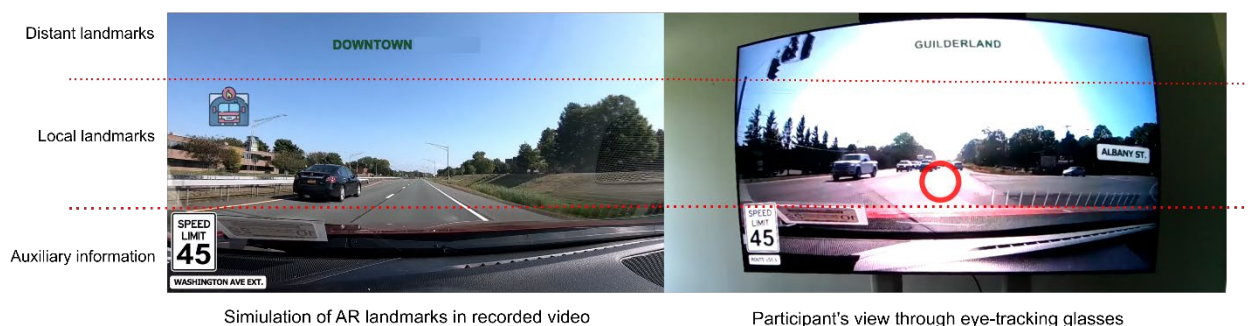 Distant landmarks
Local landmarks
Auxiliary information
DOWNTOWN
SPEED
LIMIT
45
WASHINGTON AVE EXT.
GUILDERLAND
ALBANY ST.
SPEED
LIMIT
45
Simiulation of AR landmarks in recorded video
Participant's view through eye-tracking glasses